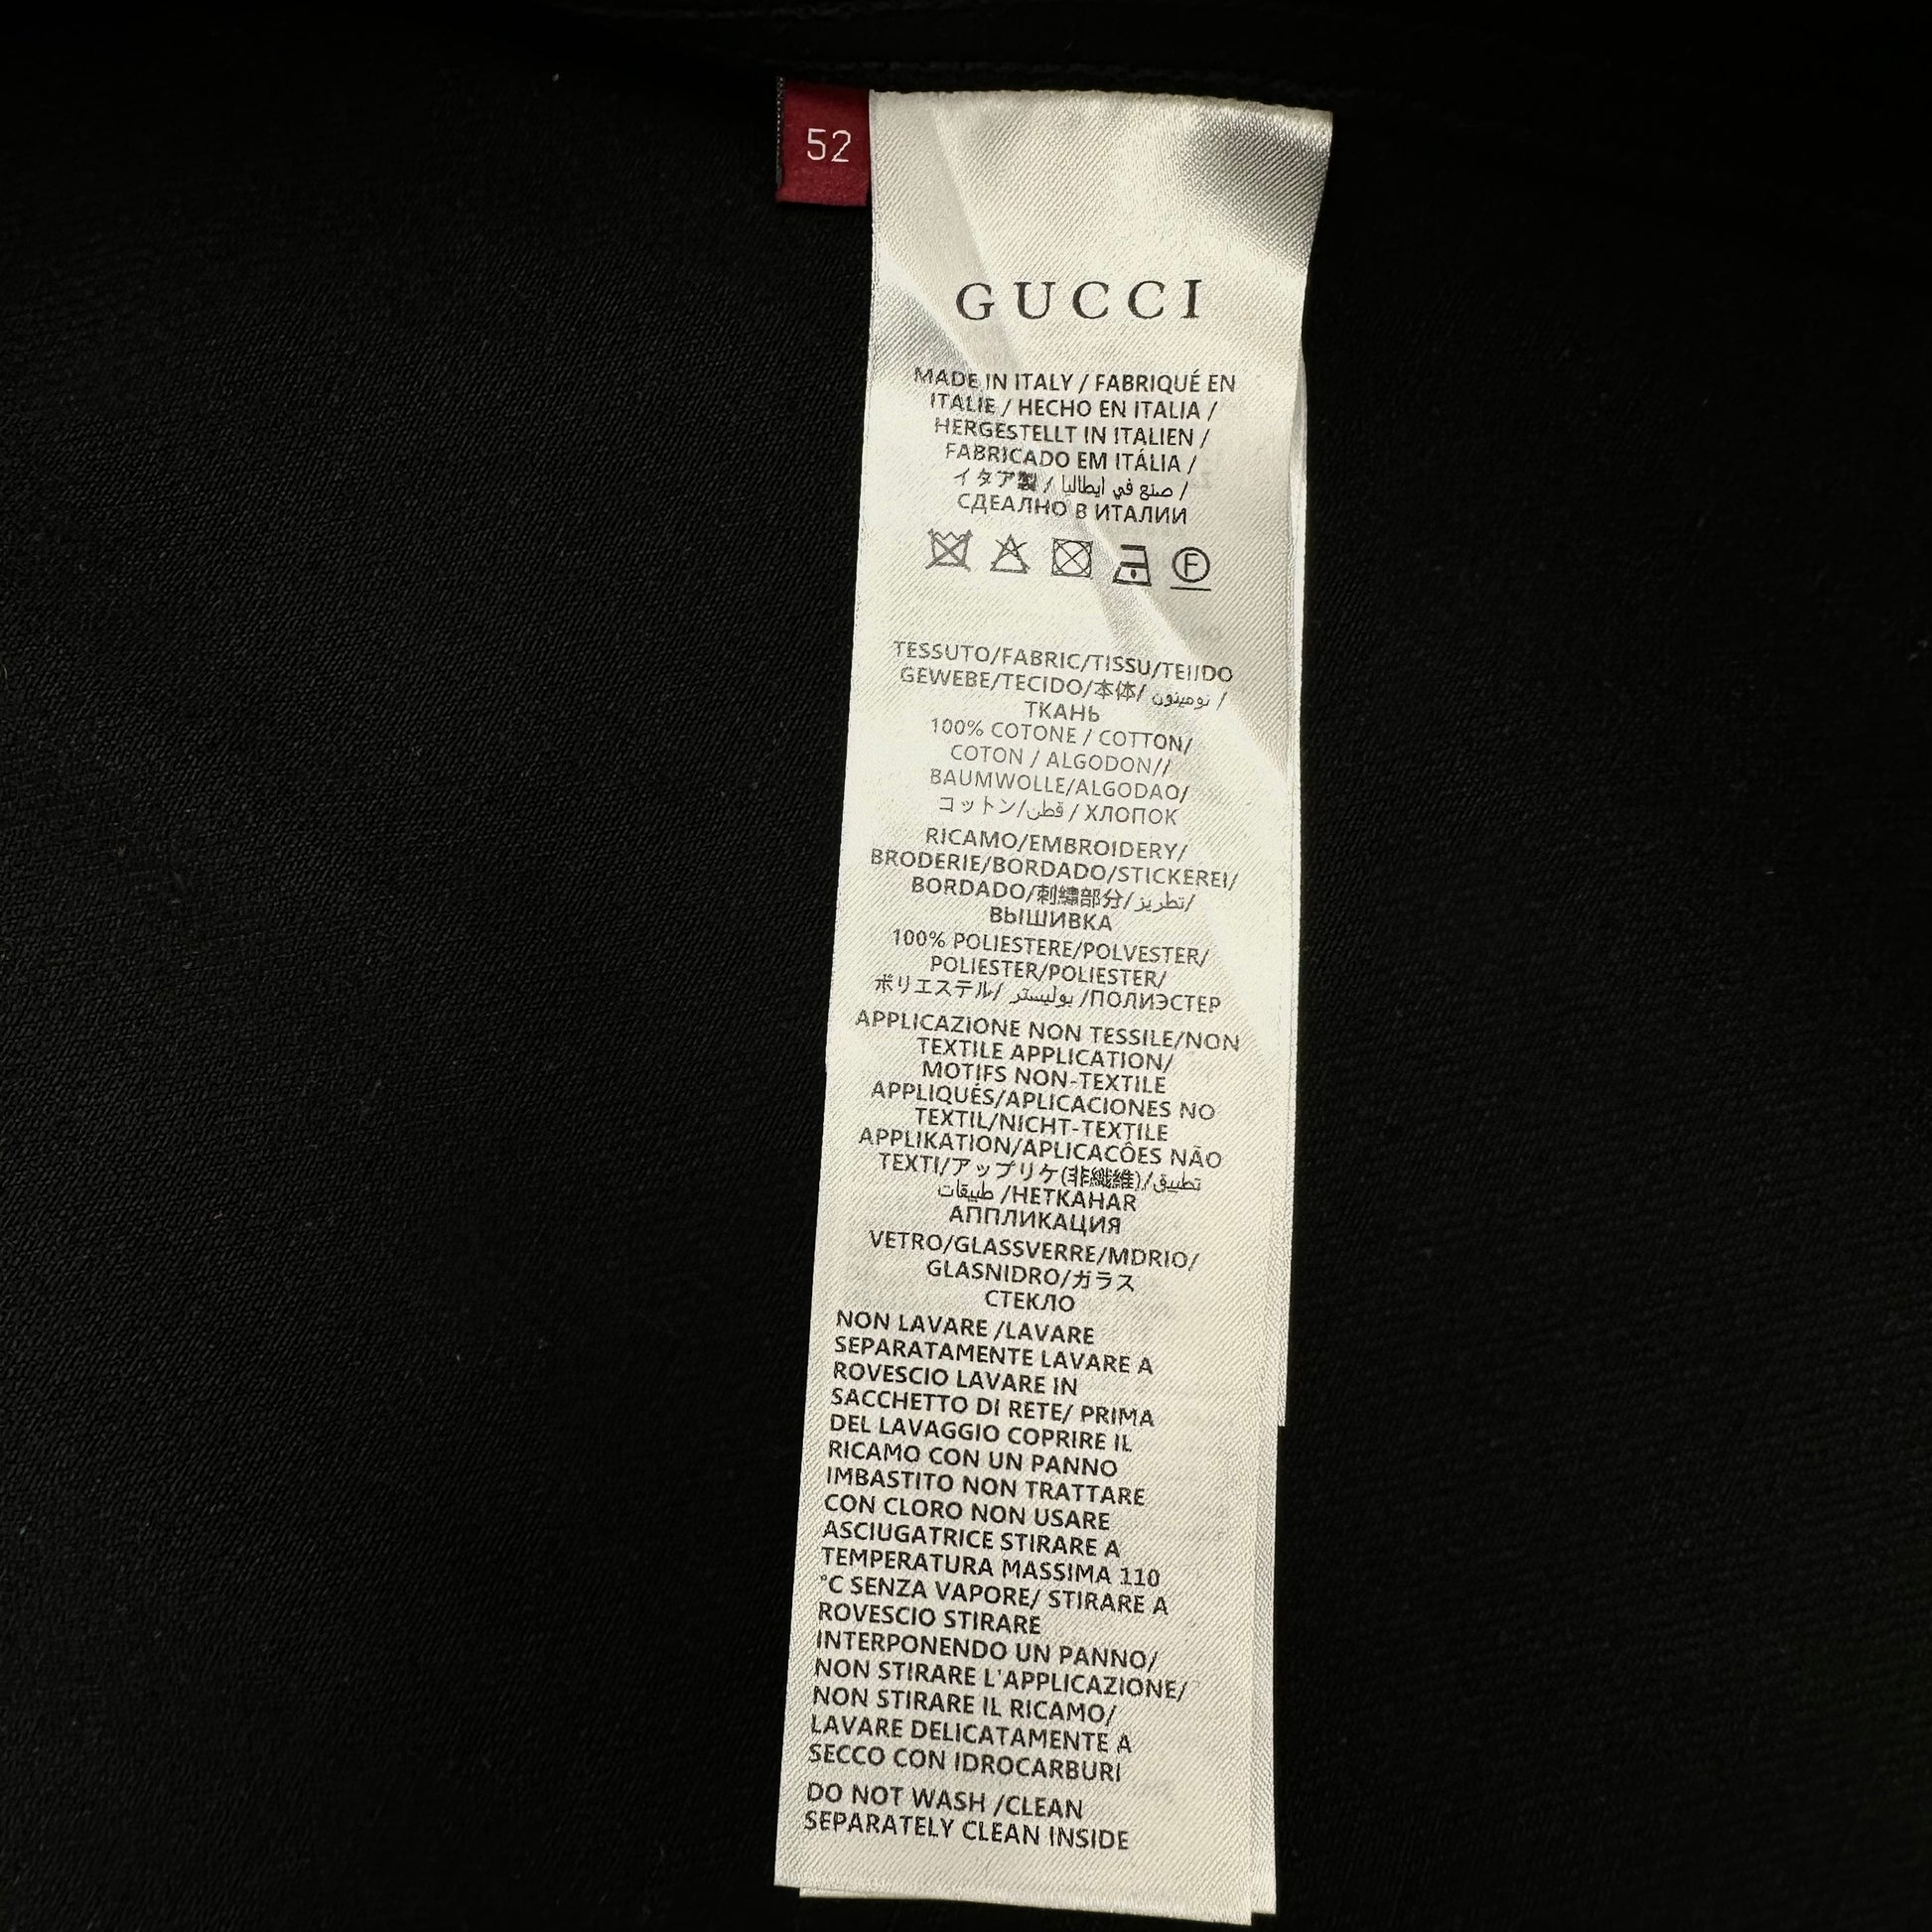 52
GUCCI
MADE IN ITALY / FABRIQUÉ EN
ITALIE / HECHO EN ITALIA /
HERGESTELLT IN ITALIEN /
FABRICADO EM ITÁLIA /
イタア製 / صنع في ايطاليا /
СДЕАЛНО В ИТАЛИИ
F
TESSUTO/FABRIC/TISSU/TEIIDO
GEWEBE/TECIDO/本体/ نومينون /
ТКАНЬ
100% COTONE / COTTON/
COTON / ALGODON//
BAUMWOLLE/ALGODAO/
コットン/قطن / ХЛОПОК
RICAMO/EMBROIDERY/
BRODERIE/BORDADO/STICKEREI/
BORDADO/刺繡部分/تطريز/
ВЫШИВКА
100% POLIESTERE/POLVESTER/
POLIESTER/POLIESTER/
ポリエステル/ بوليستر /ПОЛИЭСТЕР
APPLICAZIONE NON TESSILE/NON
TEXTILE APPLICATION/
MOTIFS NON-TEXTILE
APPLIQUÉS/APLICACIONES NO
TEXTIL/NICHT-TEXTILE
APPLIKATION/APLICACÔES NÃO
TEXTI/アップリケ(非繊維)/تطبيق
طبيقات /НЕТКАНАR
АППЛИКАЦИЯ
VETRO/GLASSVERRE/MDRIO/
GLASNIDRO/ガラス
СТЕКЛО
NON LAVARE /LAVARE
SEPARATAMENTE LAVARE A
ROVESCIO LAVARE IN
SACCHETTO DI RETE/ PRIMA
DEL LAVAGGIO COPRIRE IL
RICAMO CON UN PANNO
IMBASTITO NON TRATTARE
CON CLORO NON USARE
ASCIUGATRICE STIRARE A
TEMPERATURA MASSIMA 110
°C SENZA VAPORE/ STIRARE A
ROVESCIO STIRARE
INTERPONENDO UN PANNO/
NON STIRARE L'APPLICAZIONE/
NON STIRARE IL RICAMO/
LAVARE DELICATAMENTE A
SECCO CON IDROCARBURI
DO NOT WASH /CLEAN
SEPARATELY CLEAN INSIDE